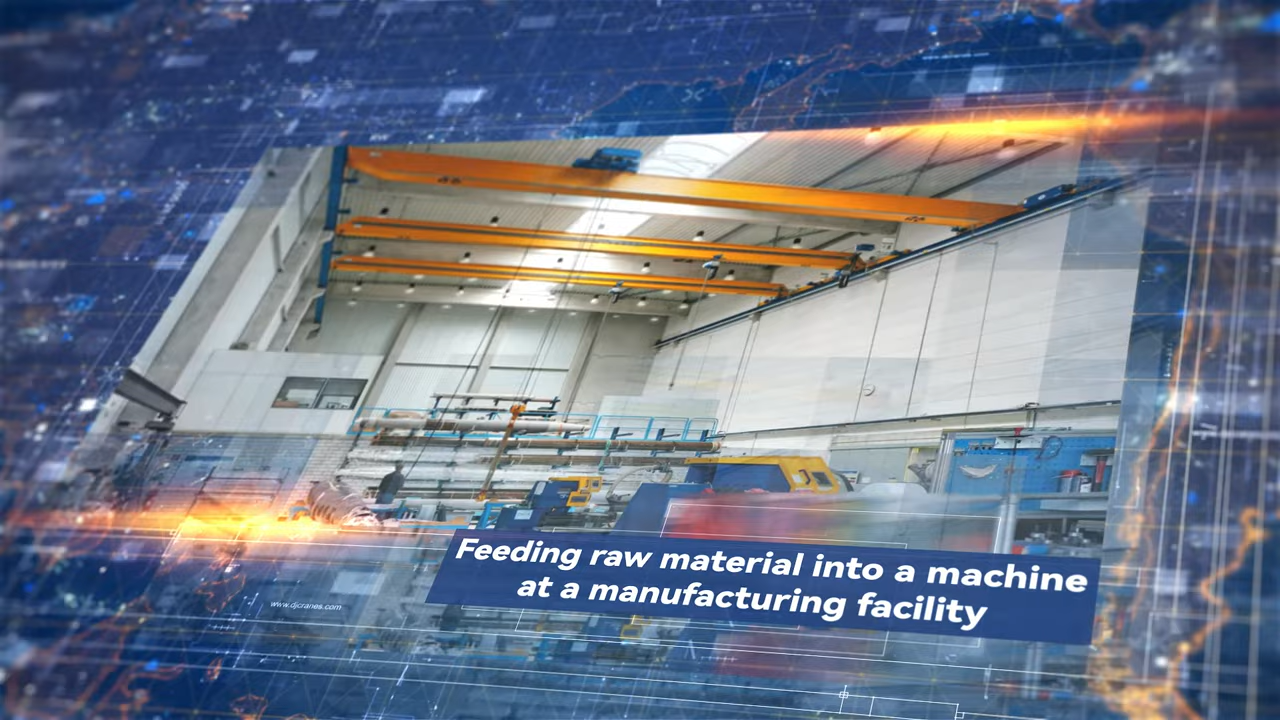 Feeding raw material into a machine
at a manufacturing facility
www.djcranes.com